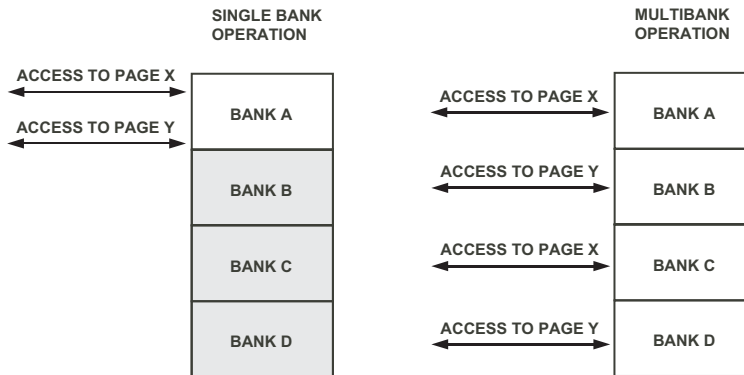 SINGLE BANK
OPERATION
ACCESS TO PAGE X
ACCESS TO PAGE Y
BANK A
BANK B
BANK C
BANK D
MULTIBANK
OPERATION
ACCESS TO PAGE X
BANK A
ACCESS TO PAGE Y
BANK B
ACCESS TO PAGE X
BANK C
ACCESS TO PAGE Y
BANK D